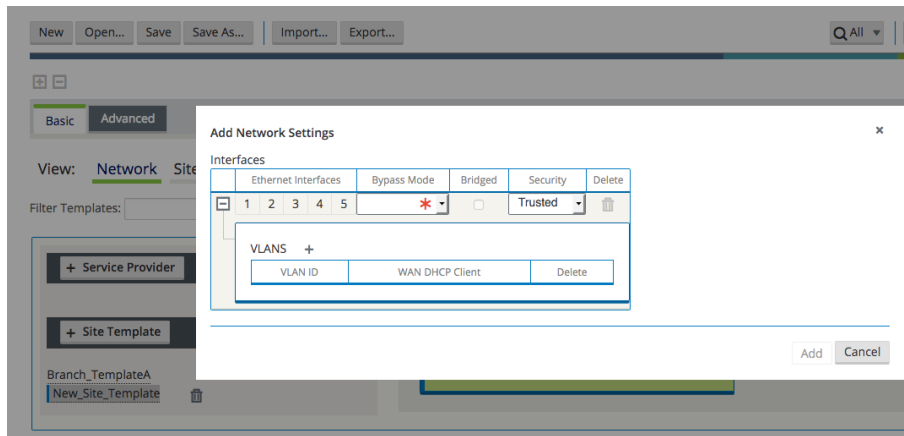 New Open... Save Save As... Import... Export... All
Basic Advanced
Add Network Settings ×
Interfaces
View: Network Site
Ethernet Interfaces Bypass Mode Bridged Security Delete
1 2 3 4 5 * Trusted
Filter Templates:
VLANS +
+ Service Provider
VLAN ID WAN DHCP Client Delete
+ Site Template
Add Cancel
Branch_TemplateA
New_Site_Template